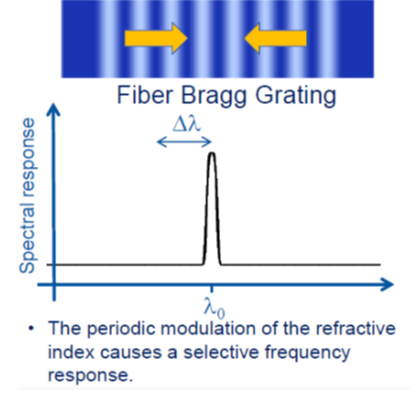 Fiber Bragg Grating
Δλ
Spectral response
λ0
• The periodic modulation of the refractive
index causes a selective frequency
response.